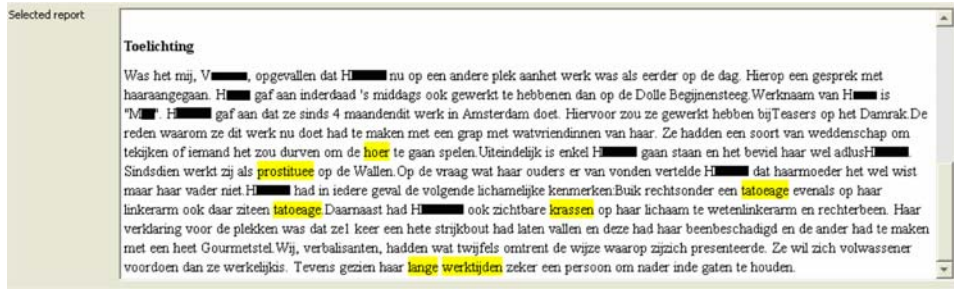 Selected report
Toelichting
Was het mij, V, opgevallen dat H nu op een andere plek aanhet werk was als eerder op de dag. Hierop een gesprek met
haaraangegaan. H gaf aan inderdaad 's middags ook gewerkt te hebbenen dan op de Dolle Begijnensteeg.Werknaam van H is
"M". H gaf aan dat ze sinds 4 maandendit werk in Amsterdam doet. Hiervoor zou ze gewerkt hebben bijTeasers op het Damrak.De
reden waarom ze dit werk nu doet had te maken met een grap met watvriendinnen van haar. Ze hadden een soort van weddenschap om
tekijken of iemand het zou durven om de hoer te gaan spelen.Uiteindelijk is enkel H gaan staan en het beviel haar wel adlusH.
Sindsdien werkt zij als prostituee op de Wallen.Op de vraag wat haar ouders er van vonden vertelde H dat haarmoeder het wel wist
maar haar vader niet.H had in iedere geval de volgende lichamelijke kenmerken:Buik rechtsonder een tatoeage evenals op haar
linkerarm ook daar ziteen tatoeage.Daarnaast had H ook zichtbare krassen op haar lichaam te wetenlinkerarm en rechterbeen. Haar
verklaring voor de plekken was dat ze1 keer een hete strijkbout had laten vallen en deze had haar beenbeschadigd en de ander had te maken
met een heet Gourmetstel.Wij, verbalisanten, hadden wat twijfels omtrent de wijze waarop zijzich presenteerde. Ze wil zich volwassener
voordoen dan ze werkelijkis. Tevens gezien haar lange werktijden zeker een persoon om nader inde gaten te houden.